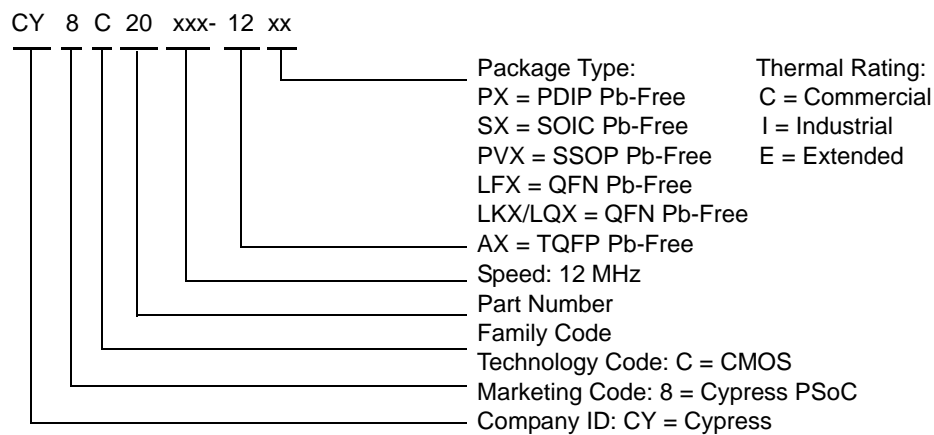 CY 8 C 20 xxx- 12 xx
Package Type: Thermal Rating:
PX = PDIP Pb-Free C = Commercial
SX = SOIC Pb-Free I = Industrial
PVX = SSOP Pb-Free E = Extended
LFX = QFN Pb-Free
LKX/LQX = QFN Pb-Free
AX = TQFP Pb-Free
Speed: 12 MHz
Part Number
Family Code
Technology Code: C = CMOS
Marketing Code: 8 = Cypress PSoC
Company ID: CY = Cypress